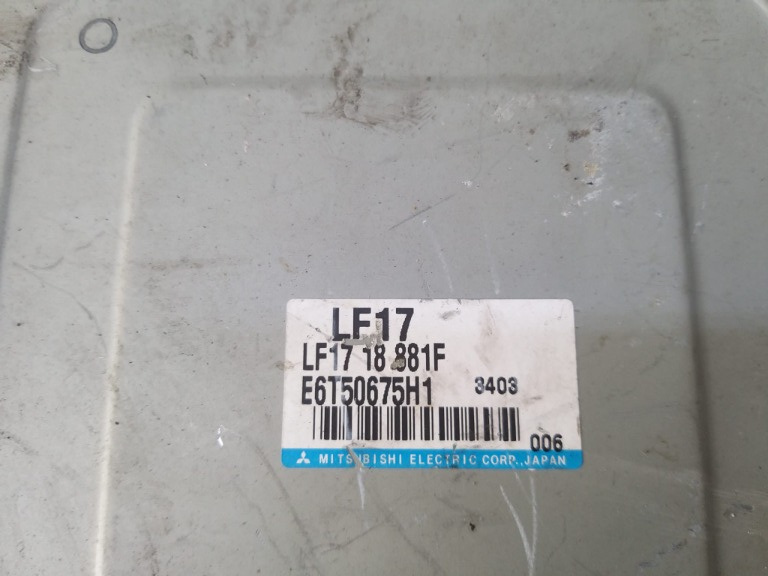 LF17
LF17 18 881F
E6T50675H1 3403
006
MITSUBISHI ELECTRIC CORP.,JAPAN